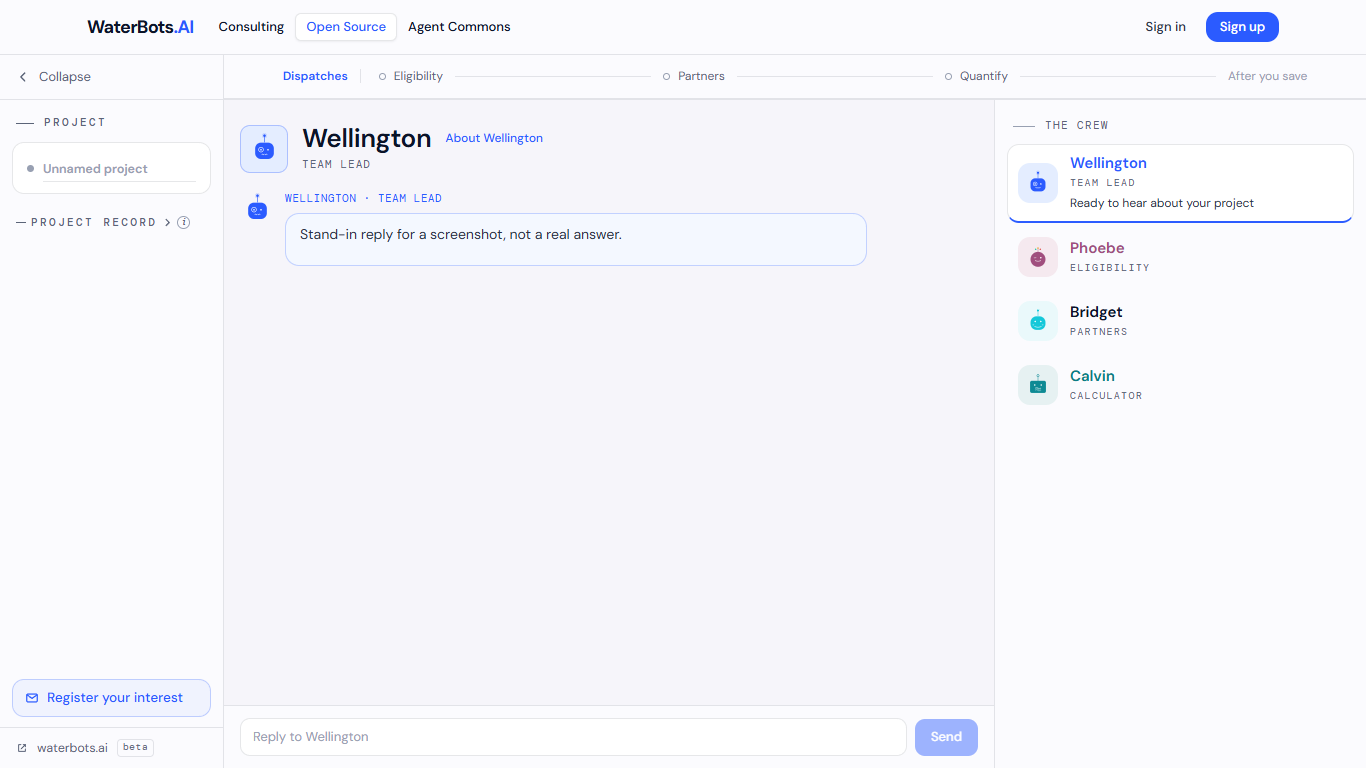 WaterBots.AI
Consulting
Open Source
Agent Commons
Sign in
Sign up
Collapse
Dispatches
Eligibility
Partners
Quantify
After you save
PROJECT
Unnamed project
PROJECT RECORD
i
Register your interest
waterbots.ai
beta
Wellington
About Wellington
TEAM LEAD
WELLINGTON · TEAM LEAD
Stand-in reply for a screenshot, not a real answer.
Reply to Wellington
Send
THE CREW
Wellington
TEAM LEAD
Ready to hear about your project
Phoebe
ELIGIBILITY
Bridget
PARTNERS
Calvin
CALCULATOR